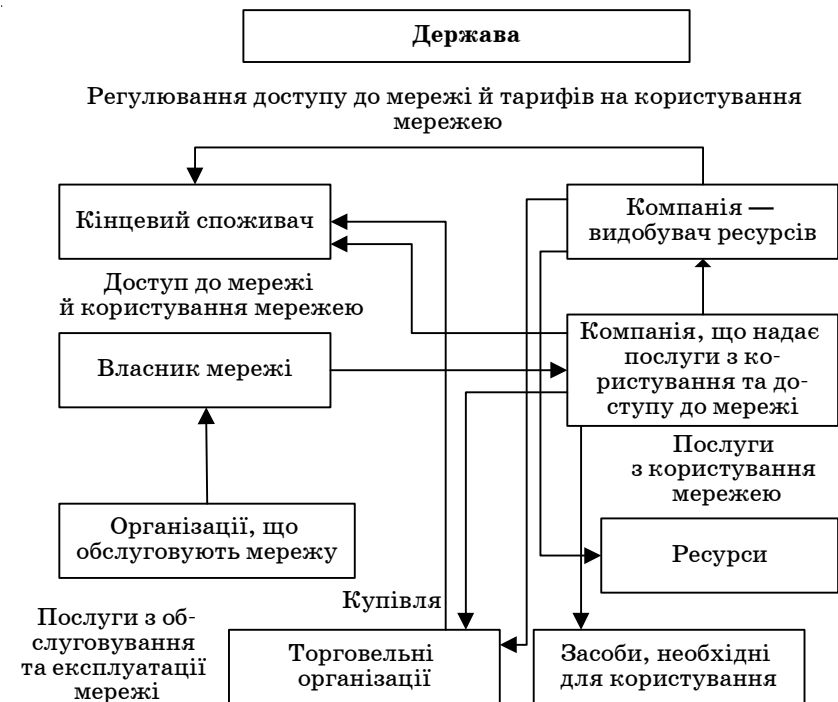 Держава
Регулювання доступу до мережі й тарифів на користування
мережею
Кінцевий споживач
Компанія —
видобувач ресурсів
Доступ до мережі
й користування мережею
Власник мережі
Компанія, що надає
послуги з ко-
ристування та до-
ступу до мережі
Послуги
з користування
мережею
Організації, що
обслуговують мережу
Ресурси
Купівля
Послуги з об-
слуговування
та експлуатації
мережі
Торговельні
організації
Засоби, необхідні
для користування